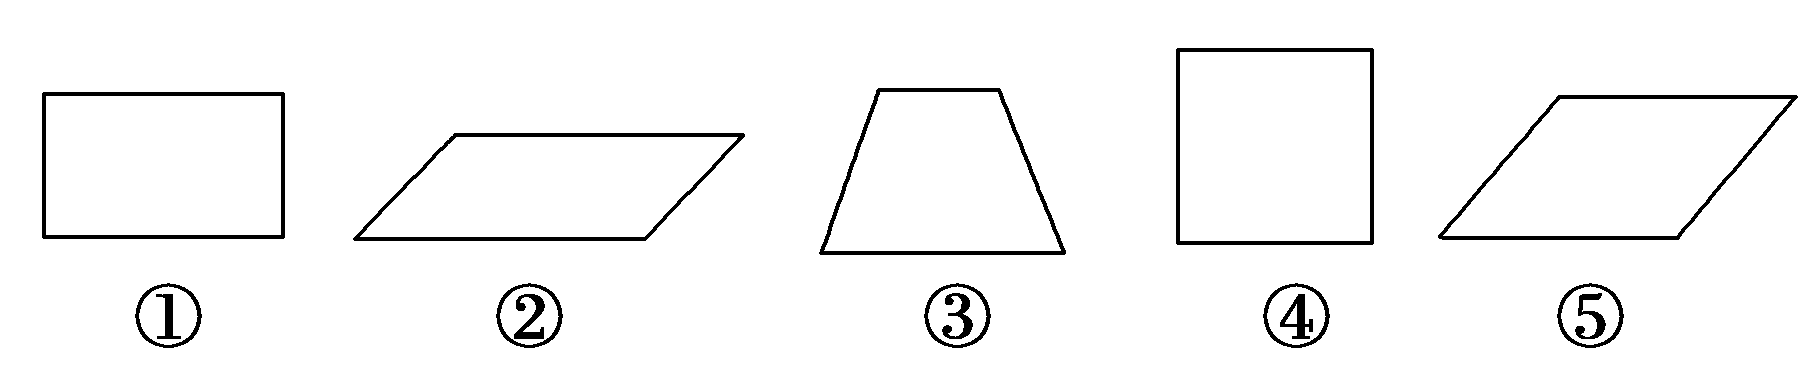 ① ② ③ ④ ⑤